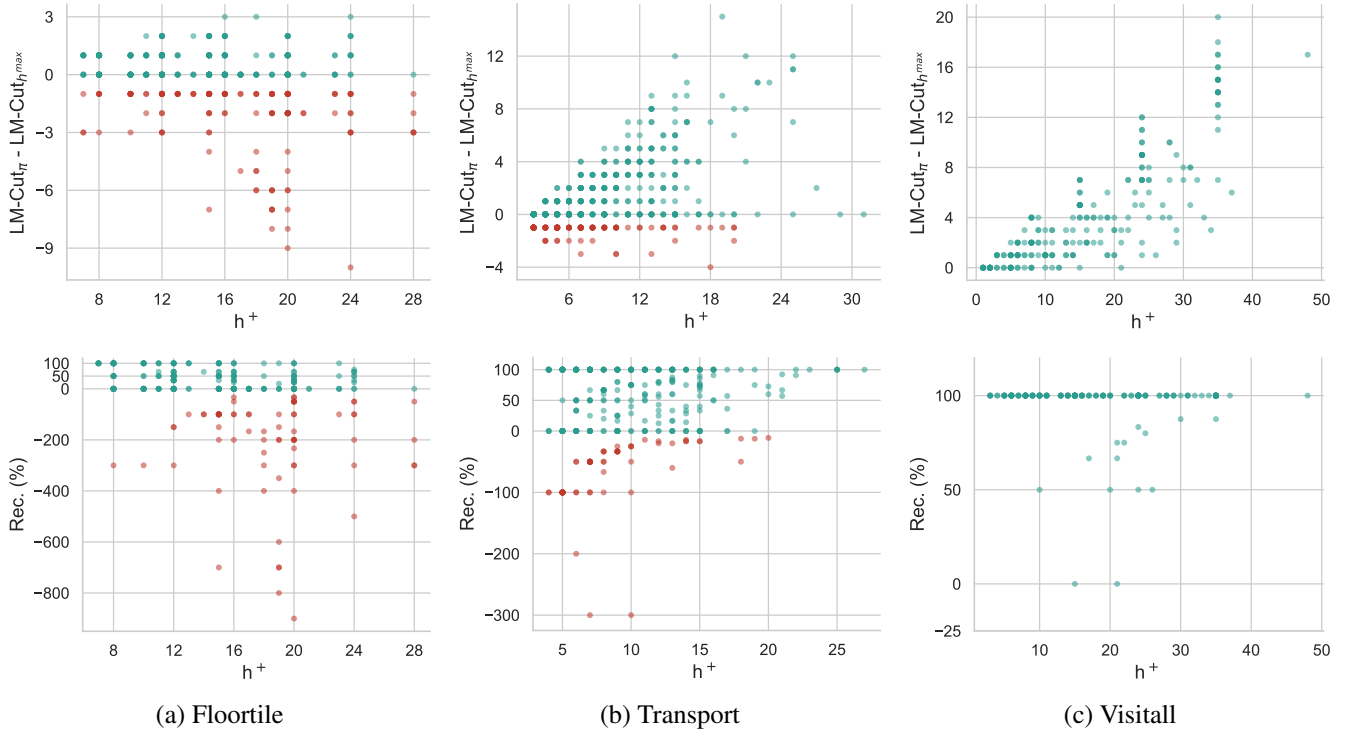 3
0
−3
−6
−9
LM-Cutπ - LM-Cut_h^max
8 12 16 20 24 28
h⁺
12
8
4
0
−4
LM-Cutπ - LM-Cut_h^max
6 12 18 24 30
h⁺
20
16
12
8
4
0
LM-Cutπ - LM-Cut_h^max
0 10 20 30 40 50
h⁺
100
50
0
−200
−400
−600
−800
Rec. (%)
8 12 16 20 24 28
h⁺
100
50
0
−100
−200
−300
Rec. (%)
5 10 15 20 25
h⁺
100
50
0
−25
Rec. (%)
10 20 30 40 50
h⁺
(a) Floortile
(b) Transport
(c) Visitall